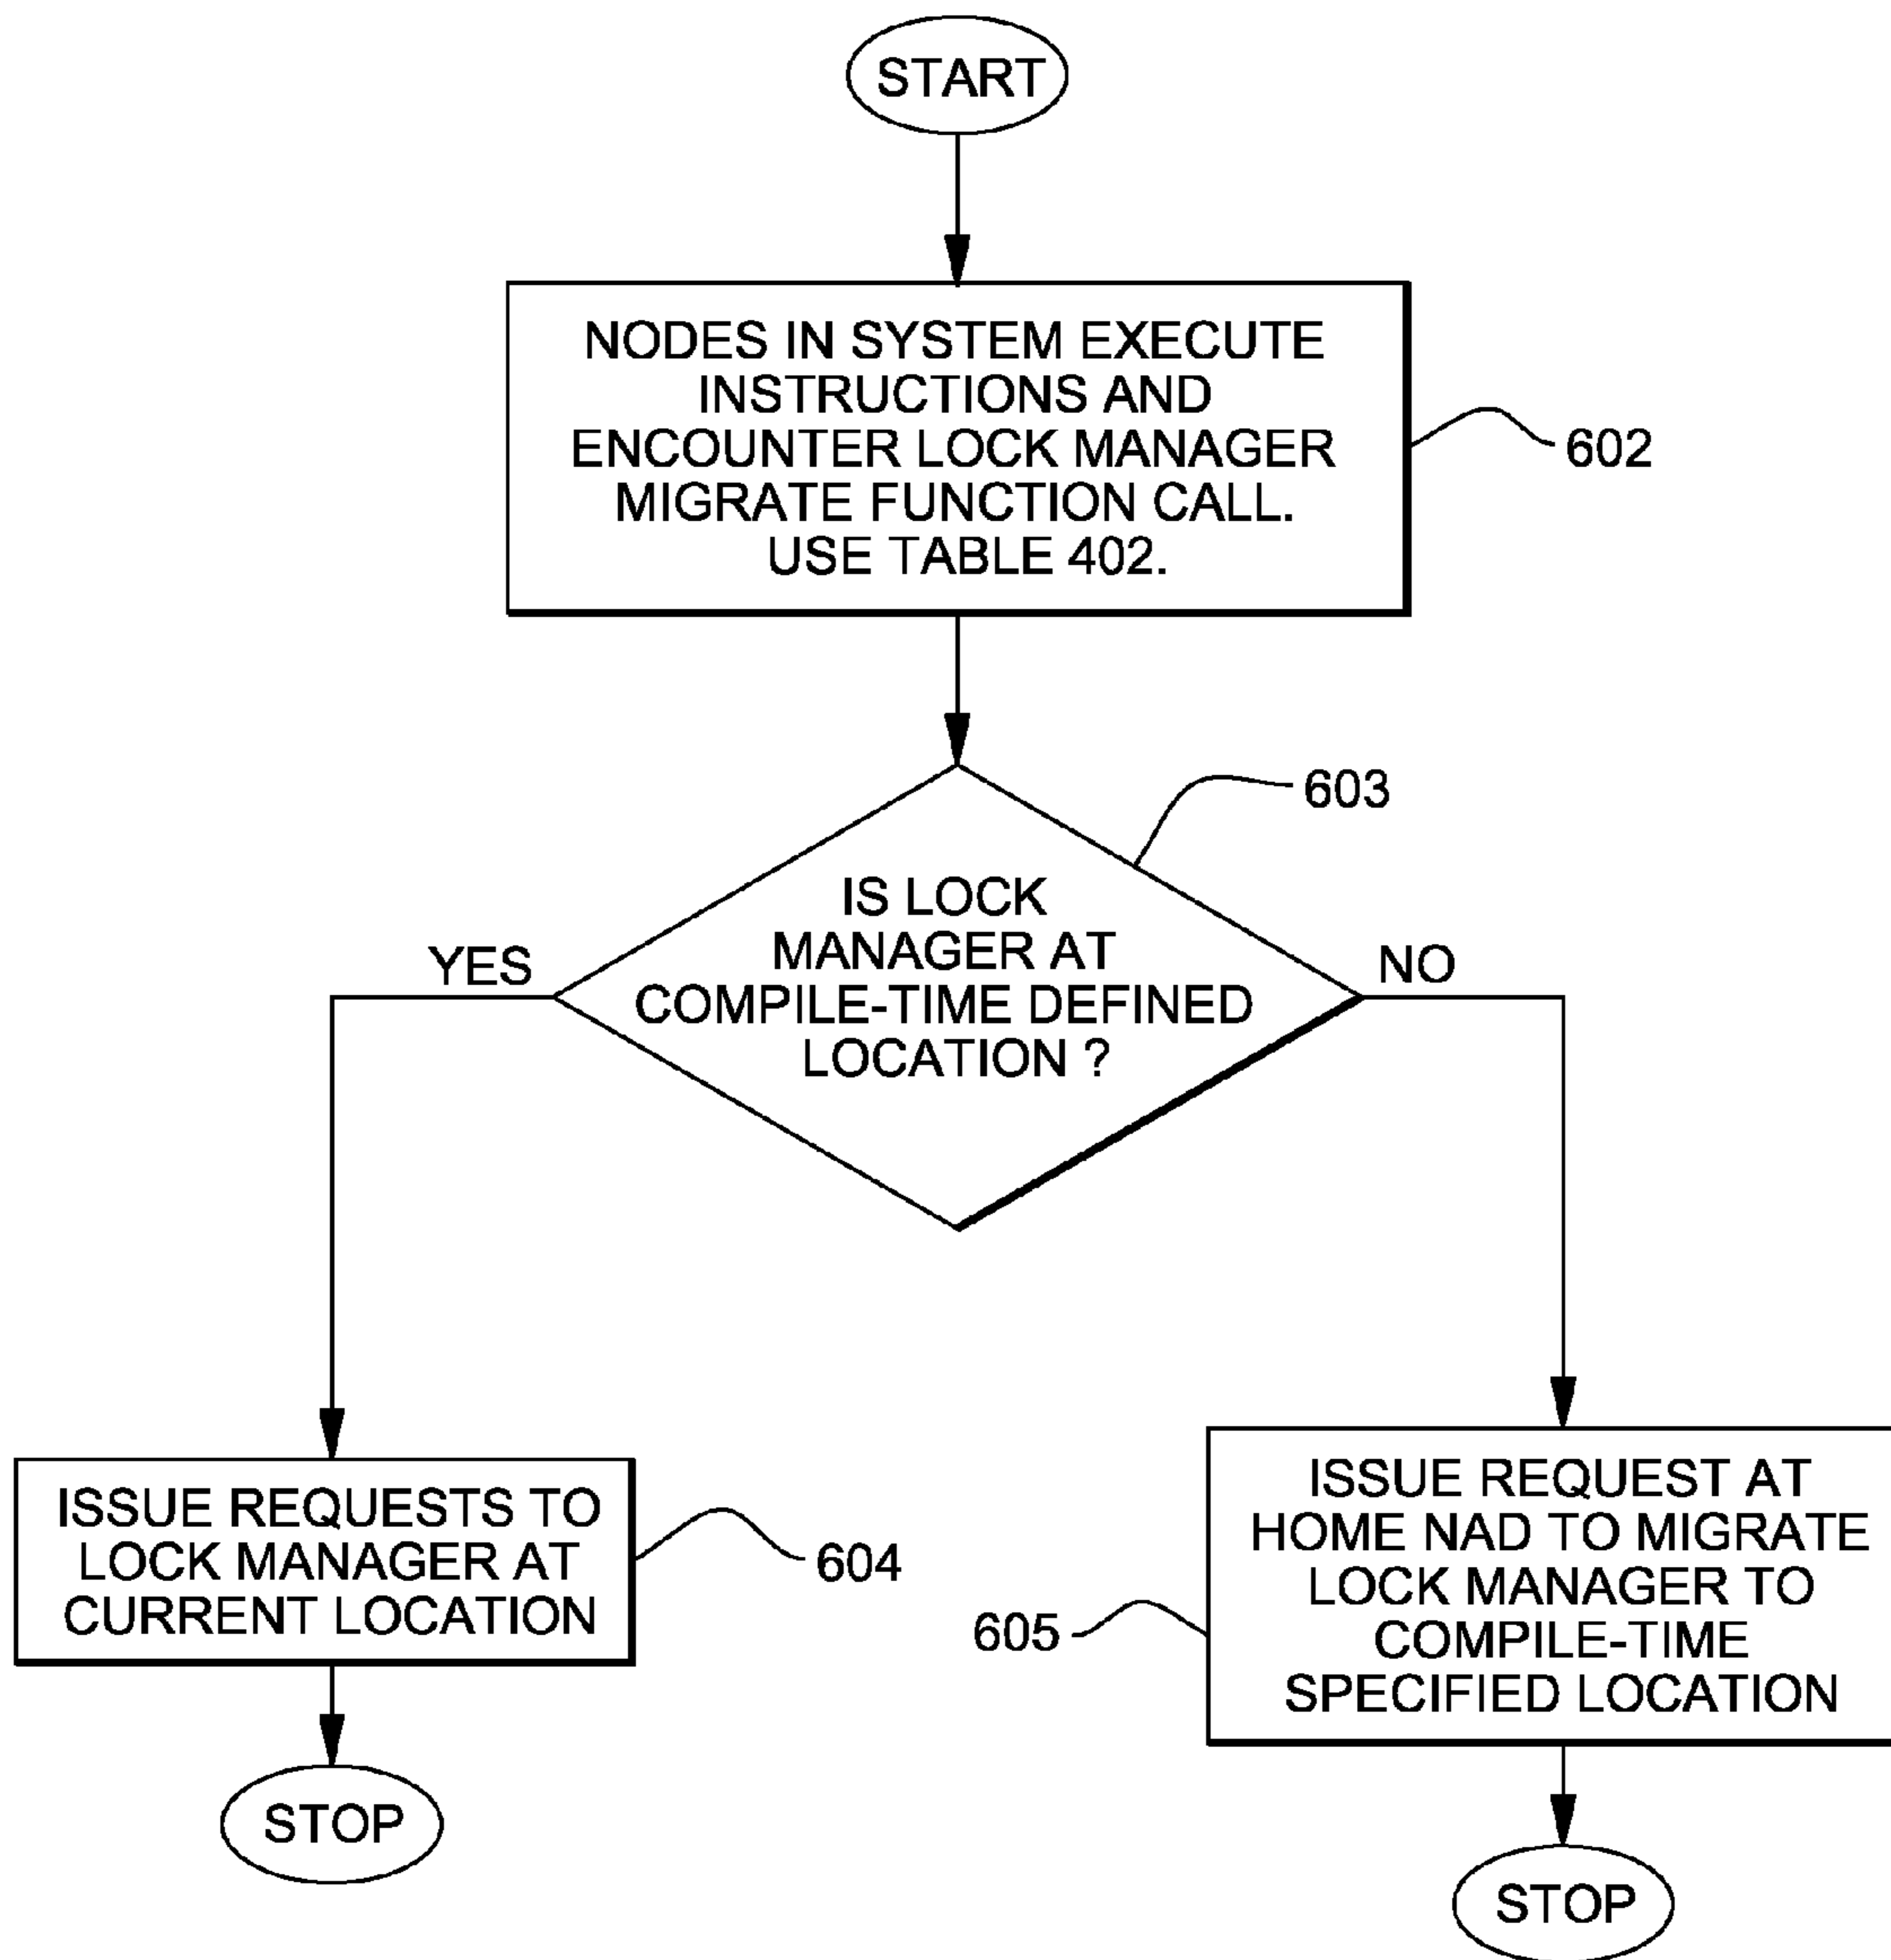 START
NODES IN SYSTEM EXECUTE
INSTRUCTIONS AND
ENCOUNTER LOCK MANAGER
MIGRATE FUNCTION CALL.
USE TABLE 402.
602
603
IS LOCK
MANAGER AT
COMPILE-TIME DEFINED
LOCATION ?
YES
NO
ISSUE REQUESTS TO
LOCK MANAGER AT
CURRENT LOCATION
604
STOP
ISSUE REQUEST AT
HOME NAD TO MIGRATE
LOCK MANAGER TO
COMPILE-TIME
SPECIFIED LOCATION
605
STOP